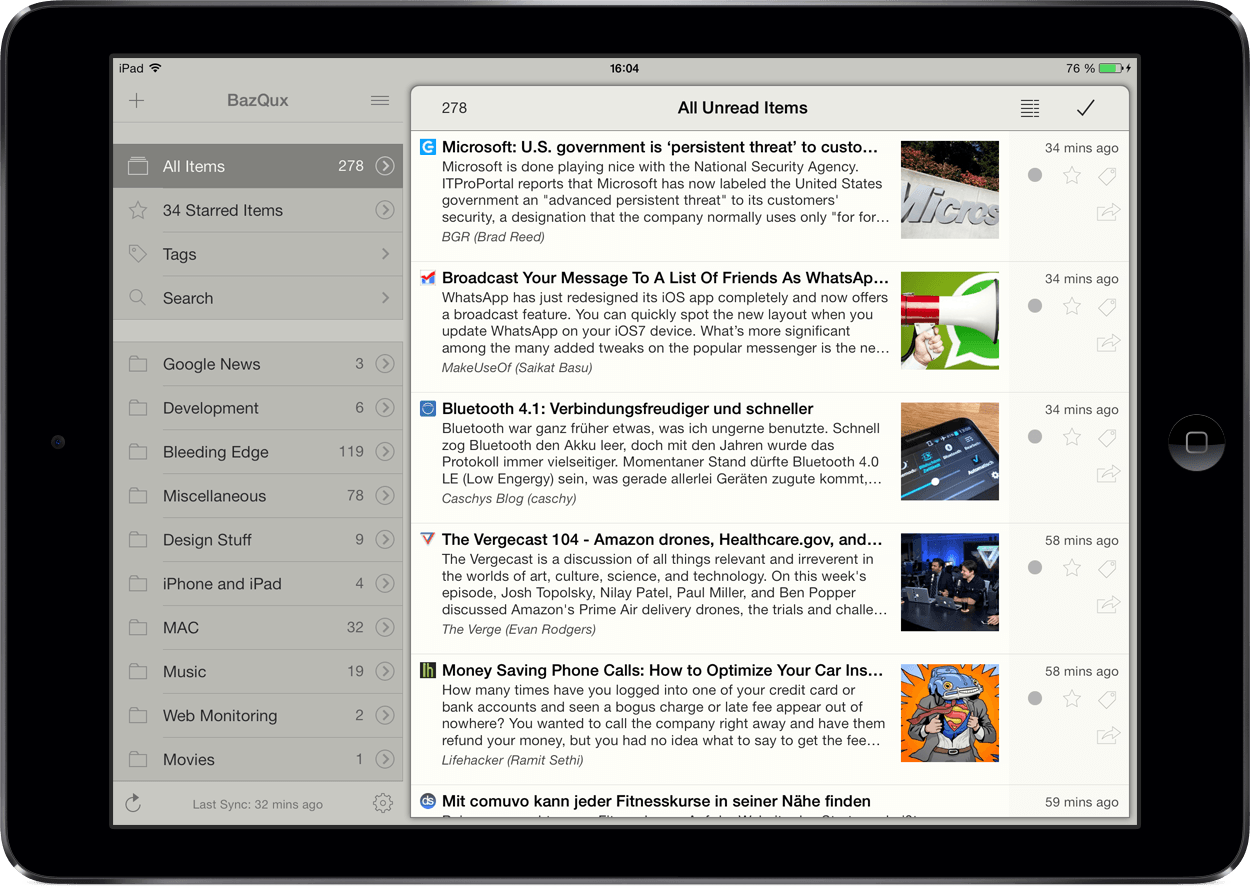 iPad
16:04
76 %
BazQux
All Items 278
34 Starred Items
Tags
Search
Google News 3
Development 6
Bleeding Edge 119
Miscellaneous 78
Design Stuff 9
iPhone and iPad 4
MAC 32
Music 19
Web Monitoring 2
Movies 1
Last Sync: 32 mins ago
278
All Unread Items
Microsoft: U.S. government is ‘persistent threat’ to custo…
34 mins ago
Microsoft is done playing nice with the National Security Agency.
ITProPortal reports that Microsoft has now labeled the United States
government an "advanced persistent threat" to its customers'
security, a designation that the company normally uses only "for for…
BGR (Brad Reed)
Micros
Broadcast Your Message To A List Of Friends As WhatsAp…
34 mins ago
WhatsApp has just redesigned its iOS app completely and now offers
a broadcast feature. You can quickly spot the new layout when you
update WhatsApp on your iOS7 device. What’s more significant
among the many added tweaks on the popular messenger is the ne…
MakeUseOf (Saikat Basu)
Bluetooth 4.1: Verbindungsfreudiger und schneller
34 mins ago
Bluetooth war ganz früher etwas, was ich ungerne benutzte. Schnell
zog Bluetooth den Akku leer, doch mit den Jahren wurde das
Protokoll immer vielseitiger. Momentaner Stand dürfte Bluetooth 4.0
LE (Low Engergy) sein, was gerade allerlei Geräten zugute kommt,…
Caschys Blog (caschy)
The Vergecast 104 - Amazon drones, Healthcare.gov, and…
58 mins ago
The Vergecast is a discussion of all things relevant and irreverent in
the worlds of art, culture, science, and technology. On this week's
episode, Josh Topolsky, Nilay Patel, Paul Miller, and Ben Popper
discussed Amazon's Prime Air delivery drones, the trials and challe…
The Verge (Evan Rodgers)
lh
Money Saving Phone Calls: How to Optimize Your Car Ins…
58 mins ago
How many times have you logged into one of your credit card or
bank accounts and seen a bogus charge or late fee appear out of
nowhere? You wanted to call the company right away and have them
refund your money, but you had no idea what to say to get the fee…
Lifehacker (Ramit Sethi)
ds
Mit comuvo kann jeder Fitnesskurse in seiner Nähe finden
59 mins ago